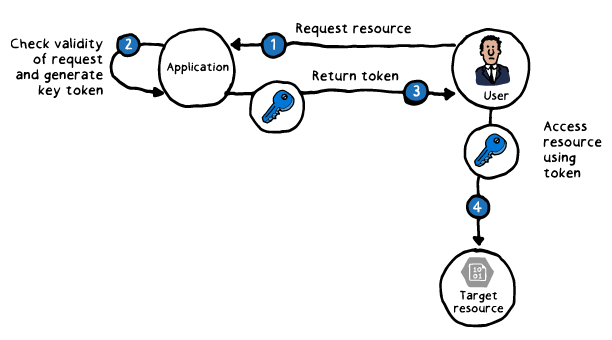 Request resource
1
2
Check validity
of request
and generate
key token
Application
Return token
3
User
Access
resource
using
token
4
10
01
Target
resource